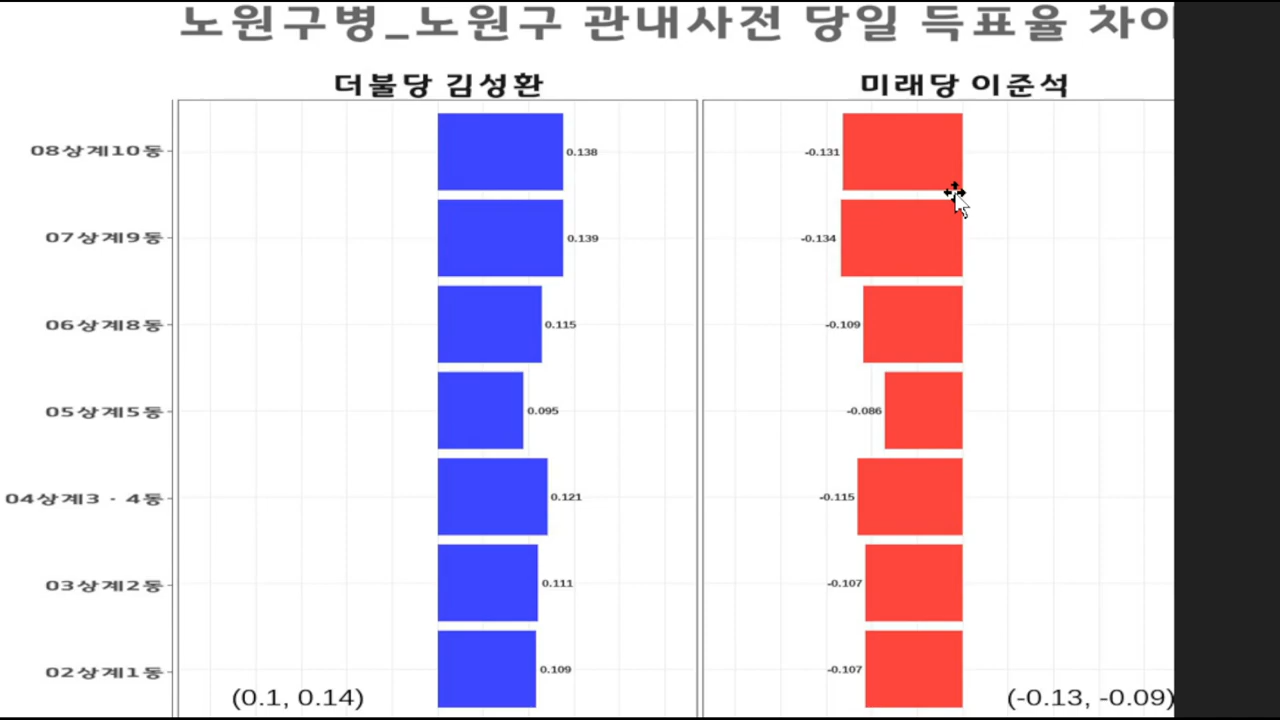 노원구병_노원구 관내사전 당일 득표율 차이
더불당 김성환 미래당 이준석
08상계10동 0.138 -0.131
07상계9동 0.139 -0.134
06상계8동 0.115 -0.109
05상계5동 0.095 -0.086
04상계3·4동 0.121 -0.115
03상계2동 0.111 -0.107
02상계1동 0.109 -0.107
(0.1, 0.14) (-0.13, -0.09)